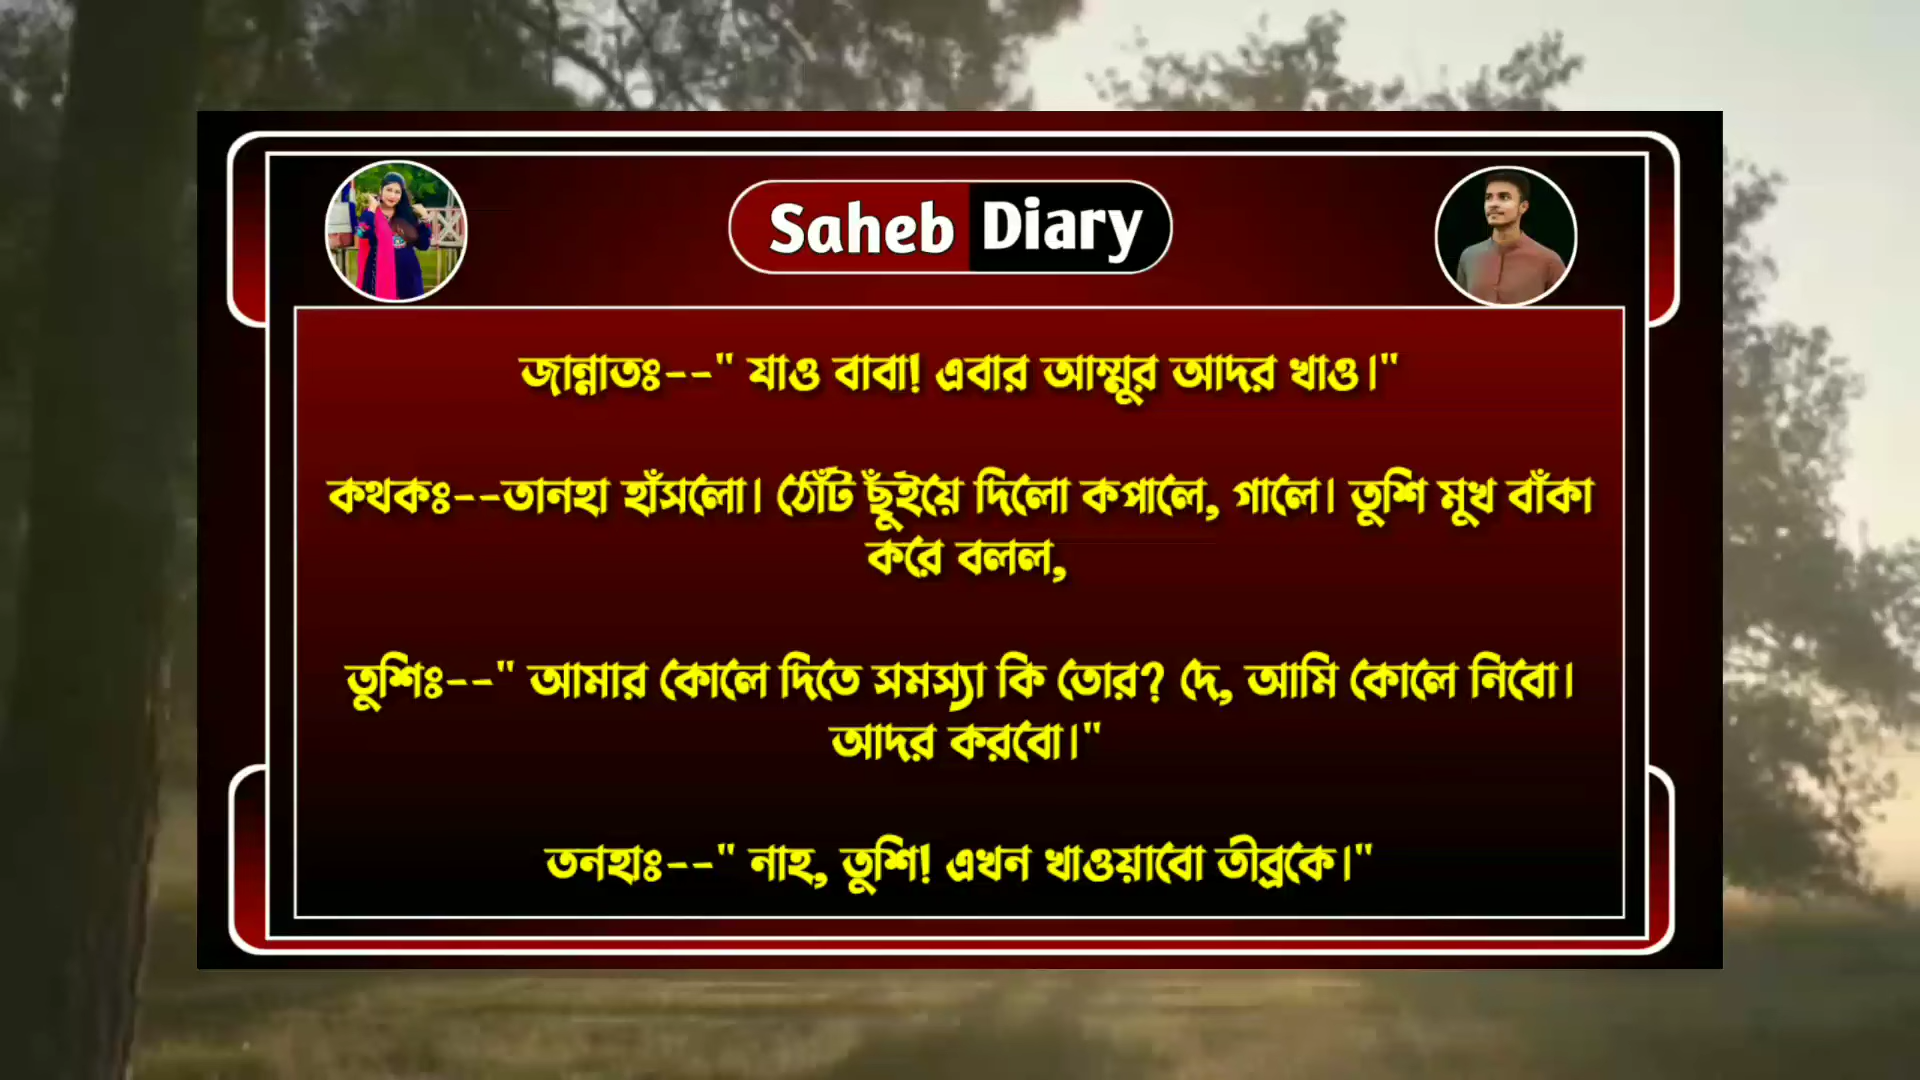 Saheb Diary
জান্নাতঃ--" যাও বাবা! এবার আম্মুর আদর খাও।"
কথকঃ--তানহা হাঁসলো। ঠোঁট ছুঁইয়ে দিলো কপালে, গালে। তুশি মুখ বাঁকা
করে বলল,
তুশিঃ--" আমার কোলে দিতে সমস্যা কি তোর? দে, আমি কোলে নিবো।
আদর করবো।"
তনহাঃ--" নাহ, তুশি! এখন খাওয়াবো তীব্রকে।"